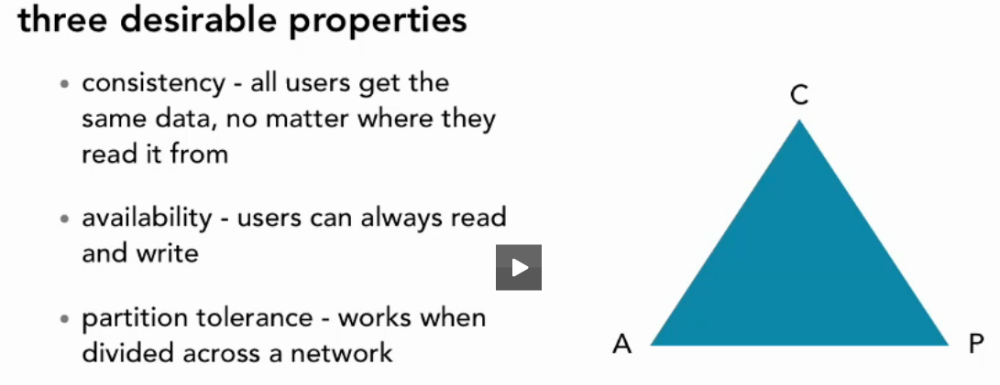 three desirable properties
• consistency - all users get the
same data, no matter where they
read it from
• availability - users can always read
and write
• partition tolerance - works when
divided across a network
C
A
P